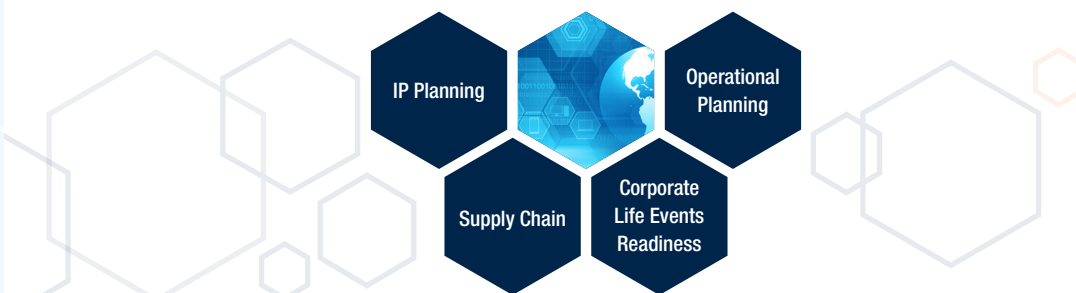 IP Planning
Operational
Planning
Supply Chain
Corporate
Life Events
Readiness